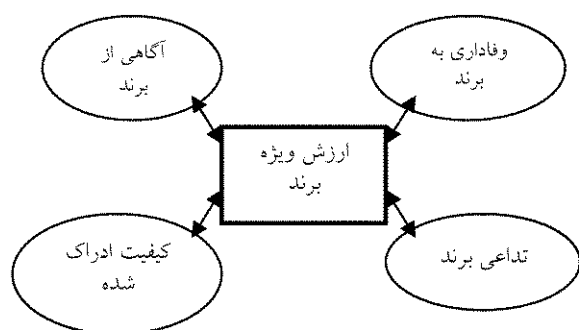 وفاداری به
برند
آگاهی از
برند
ارزش ویژه
برند
تداعی برند
کیفیت ادراک
شده